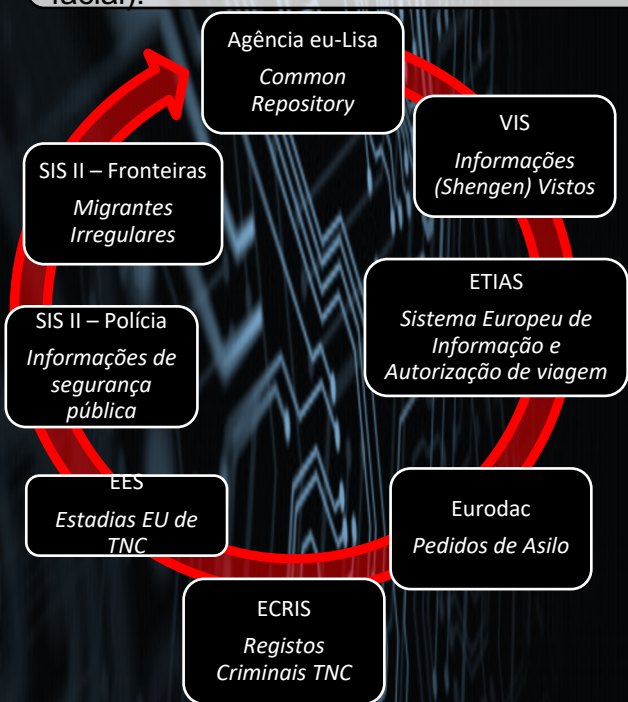 facial).
Agência eu-Lisa
Common
Repository
VIS
Informações
(Shengen) Vistos
ETIAS
Sistema Europeu de
Informação e
Autorização de viagem
Eurodac
Pedidos de Asilo
ECRIS
Registos
Criminais TNC
EES
Estadias EU de
TNC
SIS II – Polícia
Informações de
segurança
pública
SIS II – Fronteiras
Migrantes
Irregulares